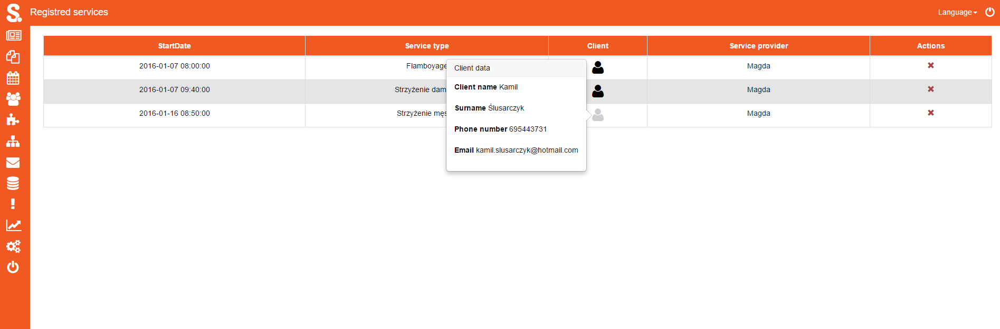 S. Registred services Language
StartDate Service type Client Service provider Actions
2016-01-07 08:00:00 Flamboyage Magda
2016-01-07 09:40:00 Strzyżenie Magda
2016-01-16 08:50:00 Strzyżenie Magda
Client data
Client name Kamil
Surname Ślusarczyk
Phone number 695443731
Email kamil.slusarczyk@hotmail.com